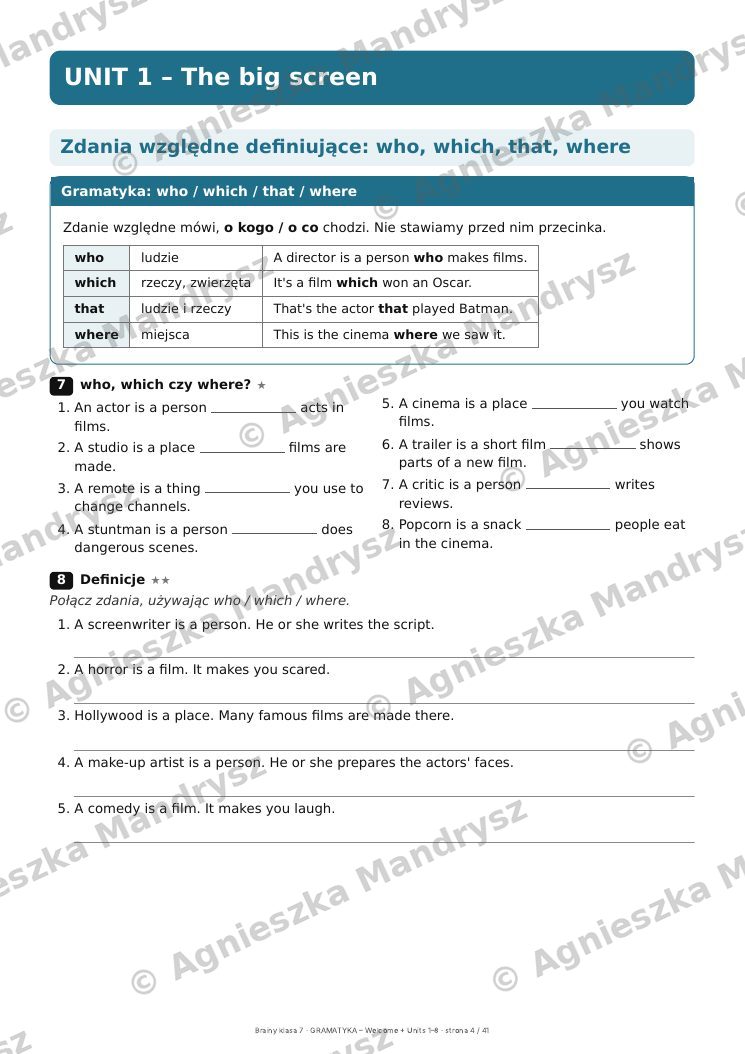 UNIT 1 – The big screen
Zdania względne definiujące: who, which, that, where
Gramatyka: who / which / that / where
Zdanie względne mówi, o kogo / o co chodzi. Nie stawiamy przed nim przecinka.
who ludzie A director is a person who makes films.
which rzeczy, zwierzęta It's a film which won an Oscar.
that ludzie i rzeczy That's the actor that played Batman.
where miejsca This is the cinema where we saw it.
7 who, which czy where? ★
1. An actor is a person ____________ acts in
films.
2. A studio is a place ____________ films are
made.
3. A remote is a thing ____________ you use to
change channels.
4. A stuntman is a person ____________ does
dangerous scenes.
5. A cinema is a place ____________ you watch
films.
6. A trailer is a short film ____________ shows
parts of a new film.
7. A critic is a person ____________ writes
reviews.
8. Popcorn is a snack ____________ people eat
in the cinema.
8 Definicje ★★
Połącz zdania, używając who / which / where.
1. A screenwriter is a person. He or she writes the script.
2. A horror is a film. It makes you scared.
3. Hollywood is a place. Many famous films are made there.
4. A make-up artist is a person. He or she prepares the actors' faces.
5. A comedy is a film. It makes you laugh.
Brainy klasa 7 · GRAMATYKA – Welcome + Units 1–8 · strona 4 / 41
© Agnieszka Mandrysz